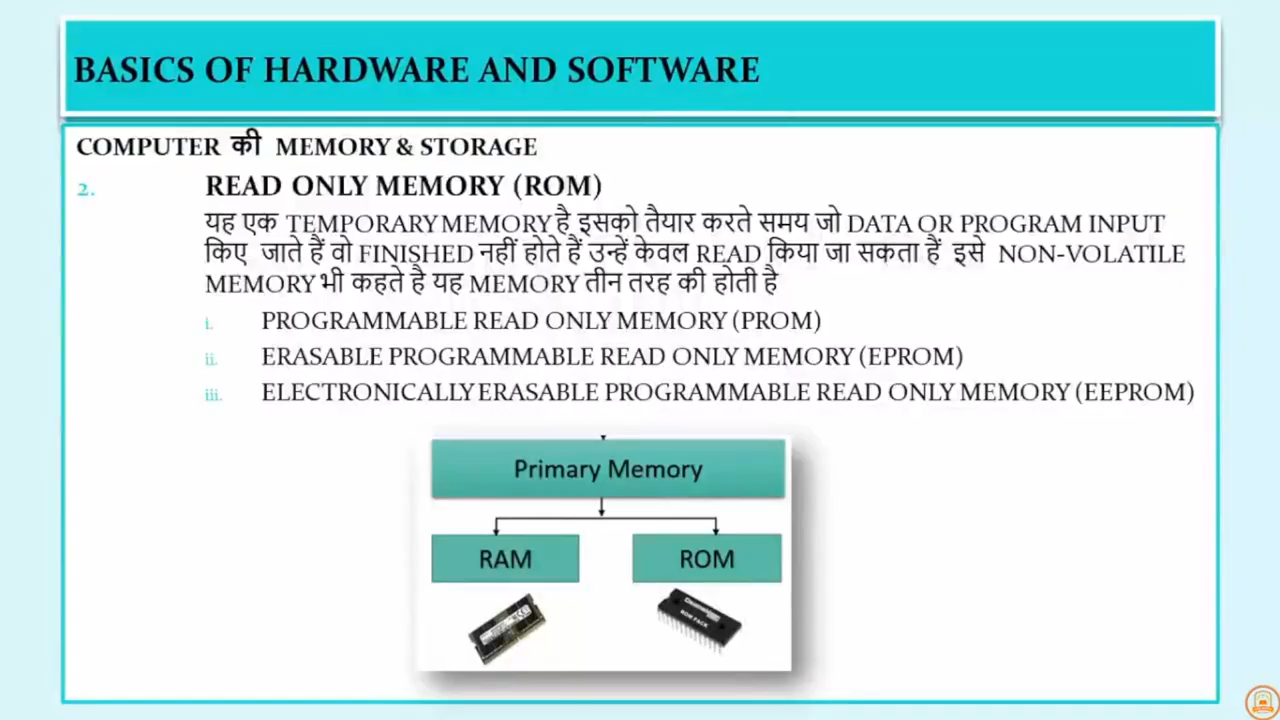 BASICS OF HARDWARE AND SOFTWARE
COMPUTER की MEMORY & STORAGE
2. READ ONLY MEMORY (ROM)
यह एक TEMPORARY MEMORY है इसको तैयार करते समय जो DATA OR PROGRAM INPUT
किए जाते हैं वो FINISHED नहीं होते हैं उन्हें केवल READ किया जा सकता हैं इसे NON-VOLATILE
MEMORY भी कहते है यह MEMORY तीन तरह की होती है
i. PROGRAMMABLE READ ONLY MEMORY (PROM)
ii. ERASABLE PROGRAMMABLE READ ONLY MEMORY (EPROM)
iii. ELECTRONICALLY ERASABLE PROGRAMMABLE READ ONLY MEMORY (EEPROM)
Primary Memory
RAM
ROM
ROM PACK